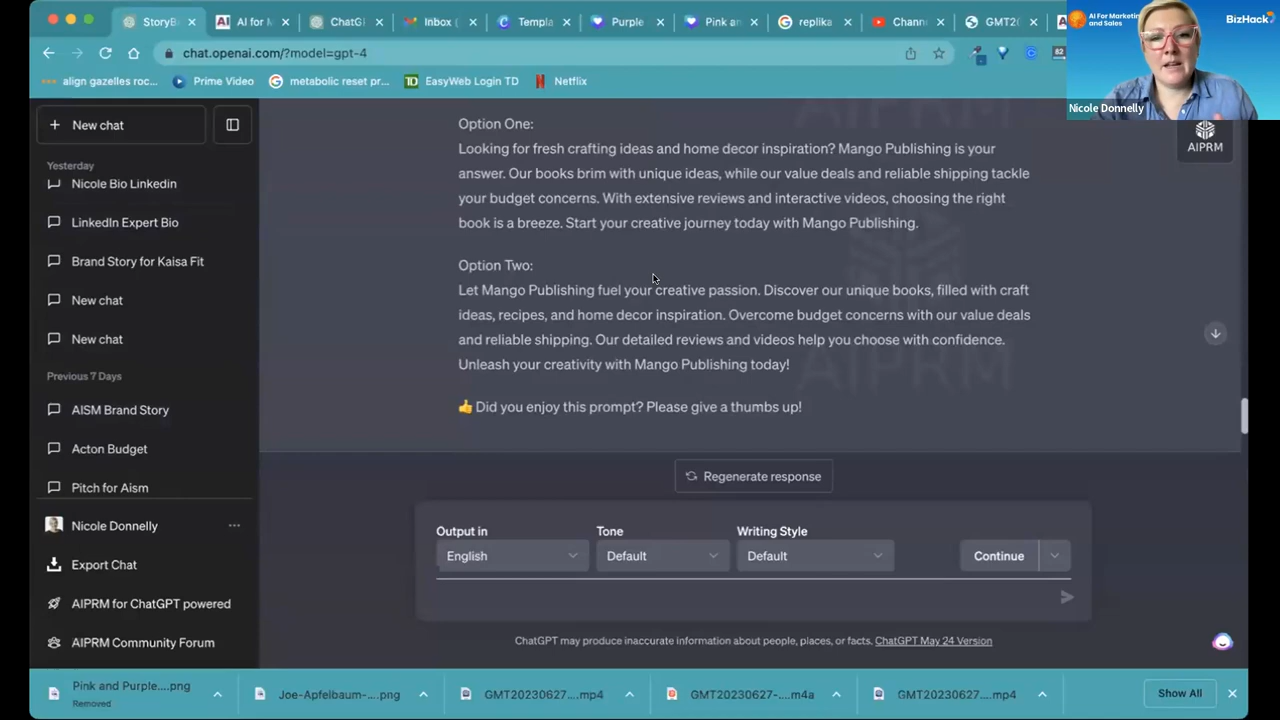 StoryB
AI for M
ChatGl
Inbox (
Templa
Purple
Pink an
replika
Chann
GMT20
AI For Marketing
and Sales
BizHack
chat.openai.com/?model=gpt-4
82
align gazelles roc...
Prime Video
metabolic reset pr...
EasyWeb Login TD
Netflix
Nicole Donnelly
New chat
AIPRM
Yesterday
Nicole Bio Linkedin
LinkedIn Expert Bio
Brand Story for Kaisa Fit
New chat
New chat
Previous 7 Days
AISM Brand Story
Acton Budget
Pitch for Aism
Nicole Donnelly
Export Chat
AIPRM for ChatGPT powered
AIPRM Community Forum
Option One:
Looking for fresh crafting ideas and home decor inspiration? Mango Publishing is your
answer. Our books brim with unique ideas, while our value deals and reliable shipping tackle
your budget concerns. With extensive reviews and interactive videos, choosing the right
book is a breeze. Start your creative journey today with Mango Publishing.
Option Two:
Let Mango Publishing fuel your creative passion. Discover our unique books, filled with craft
ideas, recipes, and home decor inspiration. Overcome budget concerns with our value deals
and reliable shipping. Our detailed reviews and videos help you choose with confidence.
Unleash your creativity with Mango Publishing today!
👍 Did you enjoy this prompt? Please give a thumbs up!
AIPRM
AIPRM
Regenerate response
Output in
Tone
Writing Style
English
Default
Default
Continue
ChatGPT may produce inaccurate information about people, places, or facts. ChatGPT May 24 Version
Pink and Purple....png
Removed
Joe-Apfelbaum-....png
GMT20230627....mp4
GMT20230627-....m4a
GMT20230627....mp4
Show All